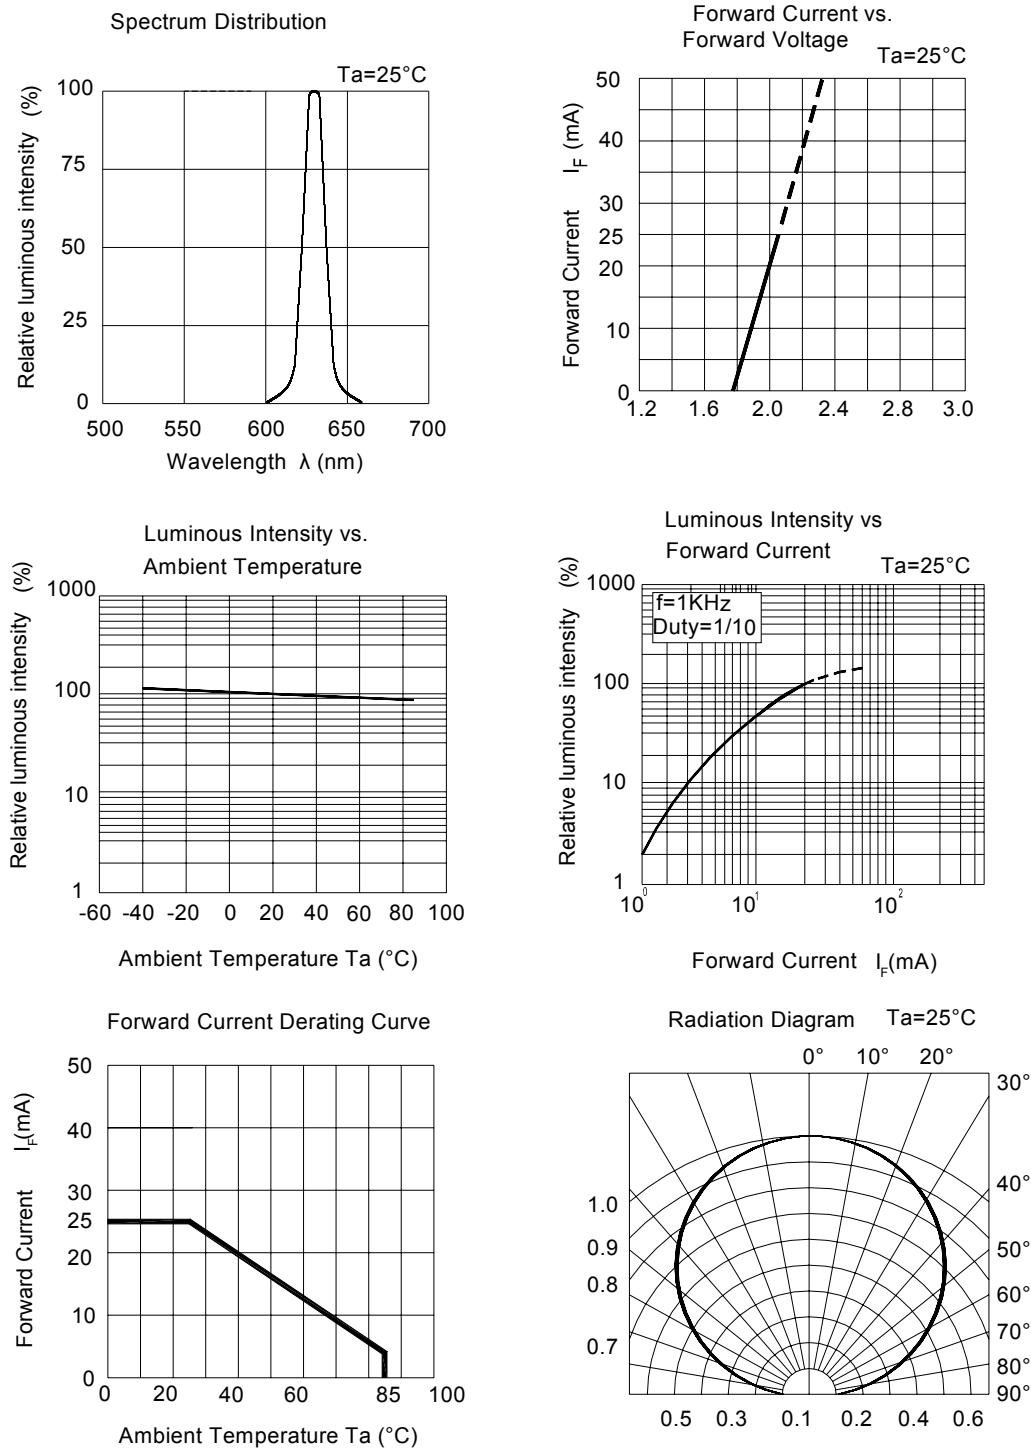 Spectrum Distribution
Ta=25°C
Relative luminous intensity (%)
100
75
50
25
0
500 550 600 650 700
Wavelength λ (nm)
Forward Current vs.
Forward Voltage
Ta=25°C
Forward Current IF (mA)
50
40
30
25
20
10
0
1.2 1.6 2.0 2.4 2.8 3.0
Luminous Intensity vs.
Ambient Temperature
Relative luminous intensity (%)
1000
100
10
1
-60 -40 -20 0 20 40 60 80 100
Ambient Temperature Ta (°C)
Luminous Intensity vs
Forward Current
Ta=25°C
f=1KHz
Duty=1/10
Relative luminous intensity (%)
1000
100
10
1
10⁰ 10¹ 10²
Forward Current IF(mA)
Forward Current Derating Curve
Forward Current IF(mA)
50
40
30
25
20
10
0
0 20 40 60 85 100
Ambient Temperature Ta (°C)
Radiation Diagram Ta=25°C
0° 10° 20°
30°
40°
50°
60°
70°
80°
90°
1.0
0.9
0.8
0.7
0.5 0.3 0.1 0.2 0.4 0.6